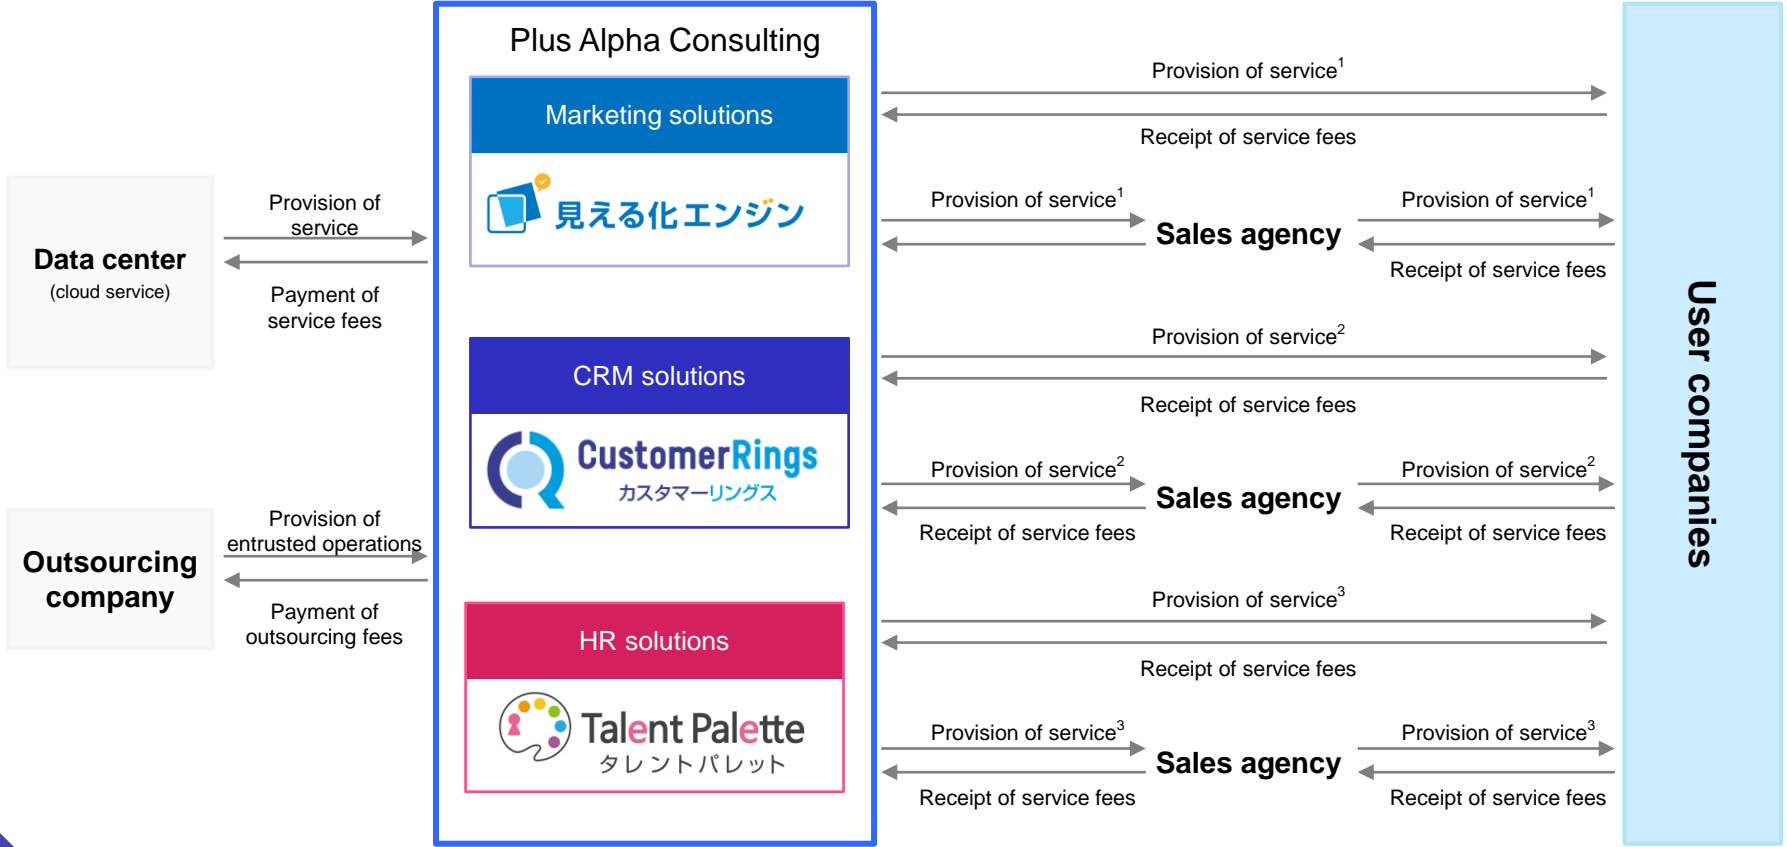 Plus Alpha Consulting
Data center
(cloud service)
Provision of
service
Payment of
service fees
Outsourcing
company
Provision of
entrusted operations
Payment of
outsourcing fees
Marketing solutions
見える化エンジン
CRM solutions
CustomerRings
カスタマーリングス
HR solutions
Talent Palette
タレントパレット
Provision of service¹
Receipt of service fees
Provision of service¹
Sales agency
Provision of service¹
Receipt of service fees
Provision of service²
Receipt of service fees
Provision of service²
Receipt of service fees
Sales agency
Provision of service²
Receipt of service fees
Provision of service³
Receipt of service fees
Provision of service³
Receipt of service fees
Sales agency
Provision of service³
Receipt of service fees
User companies